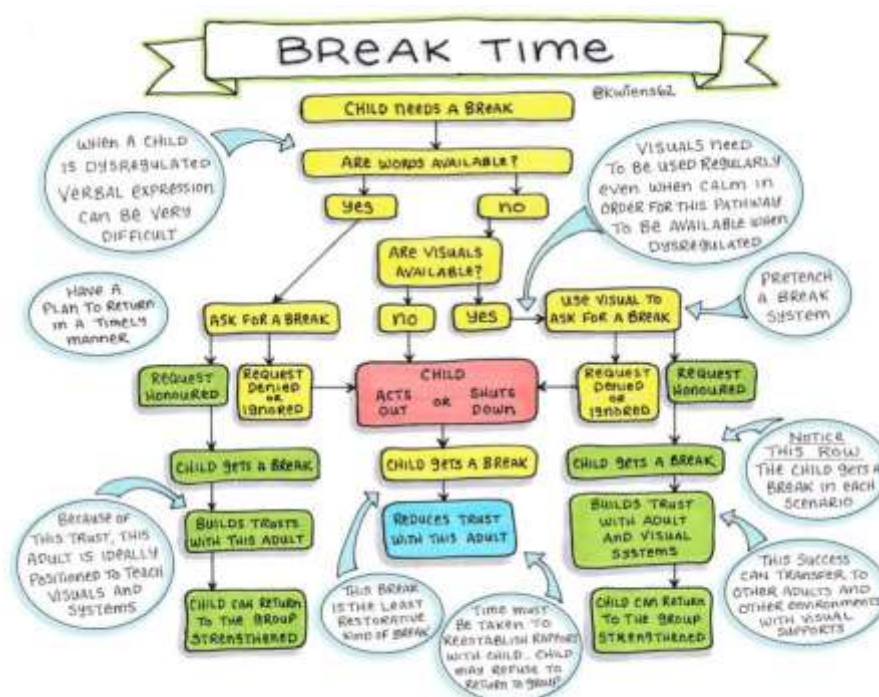 BREAK TIME
@kwiens62
CHILD NEEDS A BREAK
WHEN A CHILD
IS DYSREGULATED
VERBAL EXPRESSION
CAN BE VERY
DIFFICULT
ARE WORDS AVAILABLE?
VISUALS NEED
TO BE USED REGULARLY
EVEN WHEN CALM IN
ORDER FOR THIS PATHWAY
TO BE AVAILABLE WHEN
DYSREGULATED
yes
no
ARE VISUALS
AVAILABLE?
HAVE A
PLAN TO RETURN
IN A TIMELY
MANNER
ASK FOR A BREAK
no
yes
USE VISUAL TO
ASK FOR A BREAK
PRETEACH
A BREAK
SYSTEM
REQUEST
HONOURED
REQUEST
DENIED
OR
IGNORED
CHILD
ACTS OR SHUTS
OUT DOWN
REQUEST
DENIED
OR
IGNORED
REQUEST
HONOURED
CHILD GETS A BREAK
CHILD GETS A BREAK
CHILD GETS A BREAK
NOTICE
THIS ROW
THE CHILD GETS A
BREAK IN EACH
SCENARIO
BECAUSE OF
THIS TRUST, THIS
ADULT IS IDEALLY
POSITIONED TO TEACH
VISUALS AND
SYSTEMS
BUILDS TRUSTS
WITH THIS ADULT
REDUCES TRUST
WITH THIS ADULT
BUILDS TRUST
WITH ADULT
AND VISUAL
SYSTEMS
THIS SUCCESS
CAN TRANSFER TO
OTHER ADULTS AND
OTHER ENVIRONMENTS
WITH VISUAL
SUPPORTS
CHILD CAN RETURN
TO THE GROUP
STRENGTHENED
THIS BREAK
IS THE LEAST
RESTORATIVE
KIND OF BREAK
TIME MUST
BE TAKEN TO
REESTABLISH RAPPORT
WITH CHILD. CHILD
MAY REFUSE TO
RETURN TO GROUP
CHILD CAN RETURN
TO THE GROUP
STRENGTHENED